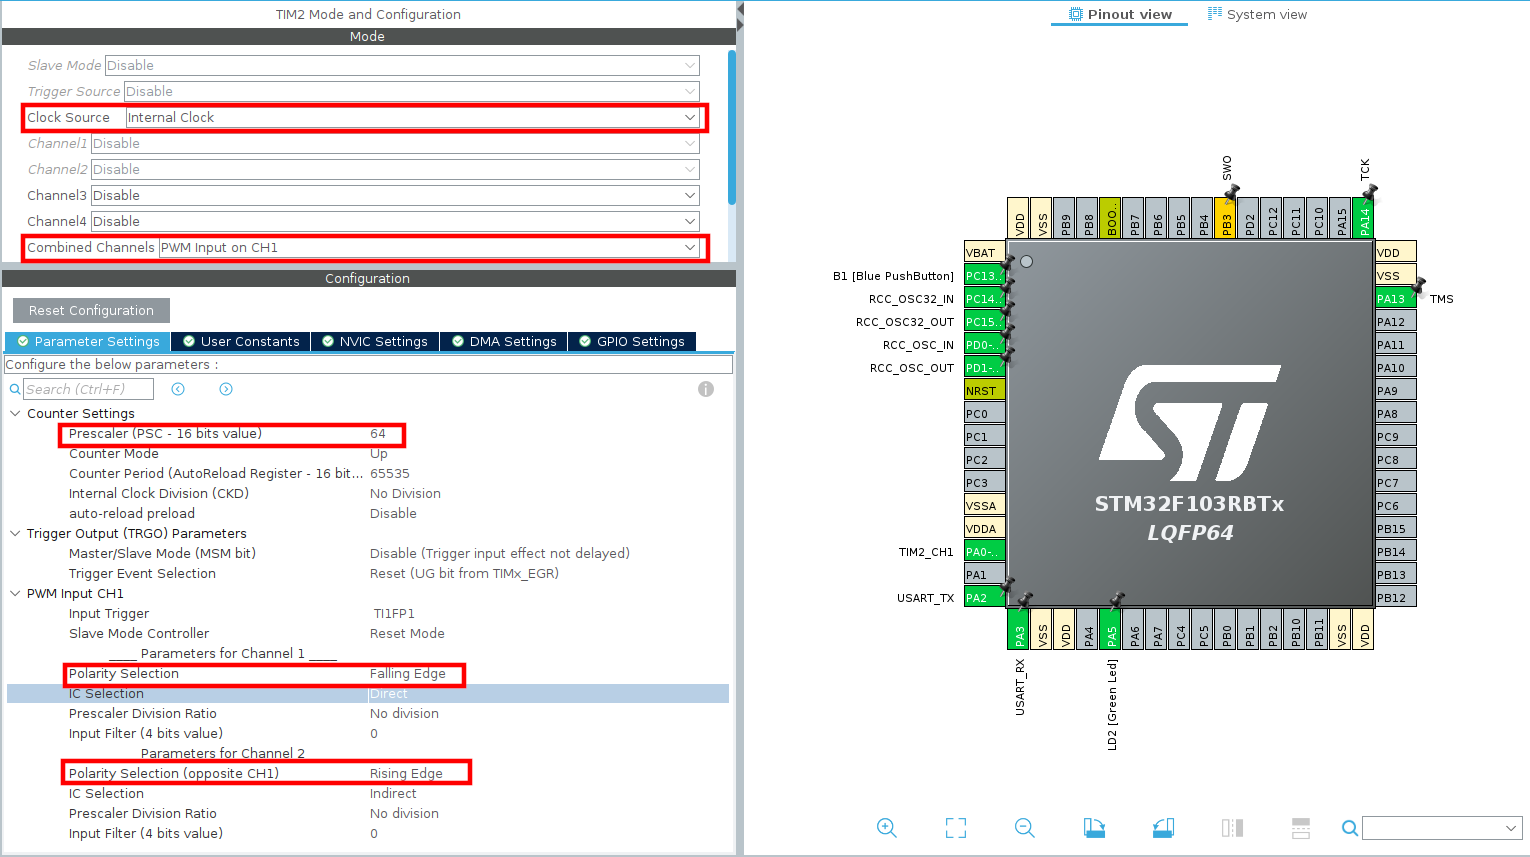 TIM2 Mode and Configuration
Mode
Slave Mode Disable
Trigger Source Disable
Clock Source Internal Clock
Channel1 Disable
Channel2 Disable
Channel3 Disable
Channel4 Disable
Combined Channels PWM Input on CH1
Configuration
Reset Configuration
Parameter Settings User Constants NVIC Settings DMA Settings GPIO Settings
Configure the below parameters :
Search (Ctrl+F)
Counter Settings
Prescaler (PSC - 16 bits value) 64
Counter Mode Up
Counter Period (AutoReload Register - 16 bit... 65535
Internal Clock Division (CKD) No Division
auto-reload preload Disable
Trigger Output (TRGO) Parameters
Master/Slave Mode (MSM bit) Disable (Trigger input effect not delayed)
Trigger Event Selection Reset (UG bit from TIMx_EGR)
PWM Input CH1
Input Trigger TI1FP1
Slave Mode Controller Reset Mode
____ Parameters for Channel 1 ____
Polarity Selection Falling Edge
IC Selection Direct
Prescaler Division Ratio No division
Input Filter (4 bits value) 0
Parameters for Channel 2
Polarity Selection (opposite CH1) Rising Edge
IC Selection Indirect
Prescaler Division Ratio No division
Input Filter (4 bits value) 0
Pinout view System view
SWO TCK
VDD VSS PB9 PB8 BOO.. PB7 PB6 PB5 PB4 PB3 PD2 PC12 PC11 PC10 PA15 PA14
VBAT
B1 [Blue PushButton] PC13..
RCC_OSC32_IN PC14..
RCC_OSC32_OUT PC15..
RCC_OSC_IN PD0-..
RCC_OSC_OUT PD1-..
NRST
PC0
PC1
PC2
PC3
VSSA
VDDA
TIM2_CH1 PA0-..
PA1
USART_TX PA2
ST
STM32F103RBTx
LQFP64
VDD
VSS
PA13 TMS
PA12
PA11
PA10
PA9
PA8
PC9
PC8
PC7
PC6
PB15
PB14
PB13
PB12
PA3 VSS VDD PA4 PA5 PA6 PA7 PC4 PC5 PB0 PB1 PB2 PB10 PB11 VSS VDD
USART_RX LD2 [Green Led]